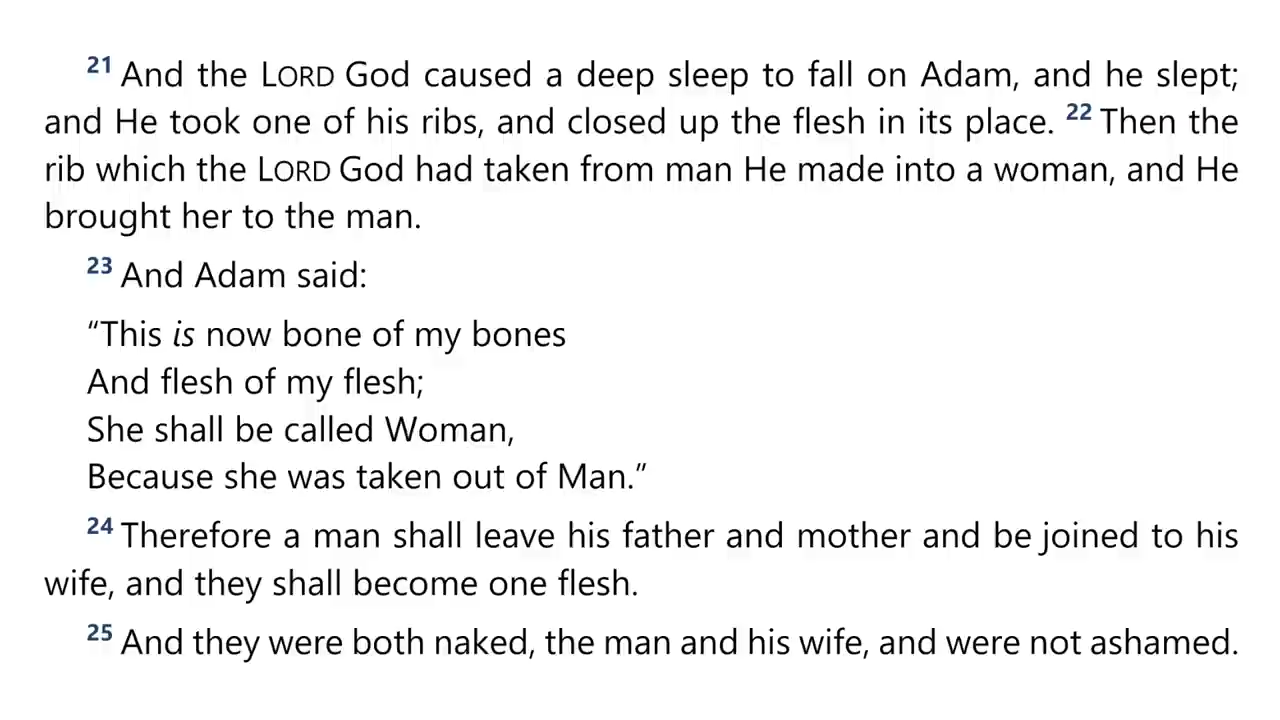 21 And the LORD God caused a deep sleep to fall on Adam, and he slept;
and He took one of his ribs, and closed up the flesh in its place. 22 Then the
rib which the LORD God had taken from man He made into a woman, and He
brought her to the man.
23 And Adam said:
“This is now bone of my bones
And flesh of my flesh;
She shall be called Woman,
Because she was taken out of Man.”
24 Therefore a man shall leave his father and mother and be joined to his
wife, and they shall become one flesh.
25 And they were both naked, the man and his wife, and were not ashamed.